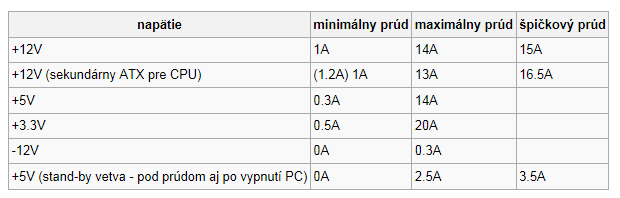 napätie minimálny prúd maximálny prúd špičkový prúd
+12V 1A 14A 15A
+12V (sekundárny ATX pre CPU) (1.2A) 1A 13A 16.5A
+5V 0.3A 14A
+3.3V 0.5A 20A
-12V 0A 0.3A
+5V (stand-by vetva - pod prúdom aj po vypnutí PC) 0A 2.5A 3.5A